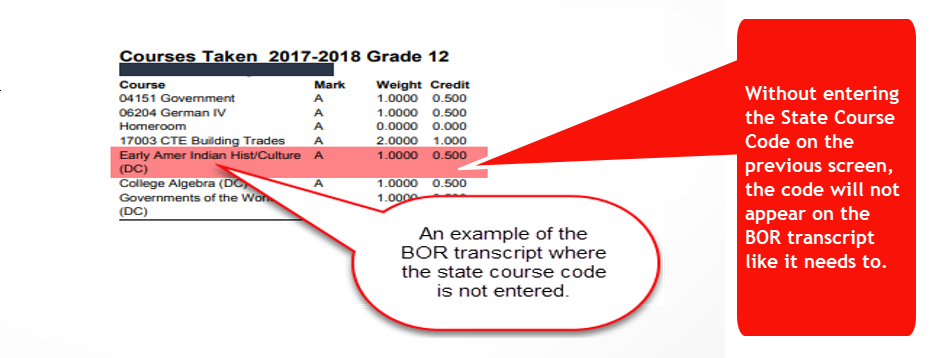 Courses Taken 2017-2018 Grade 12
Course Mark Weight Credit
04151 Government A 1.0000 0.500
06204 German IV A 1.0000 0.500
Homeroom A 0.0000 0.000
17003 CTE Building Trades A 2.0000 1.000
Early Amer Indian Hist/Culture A 1.0000 0.500
(DC)
College Algebra (DC) A 1.0000 0.500
Governments of the 1.0000
(DC)
An example of the
BOR transcript where
the state course code
is not entered.
Without entering
the State Course
Code on the
previous screen,
the code will not
appear on the
BOR transcript
like it needs to.